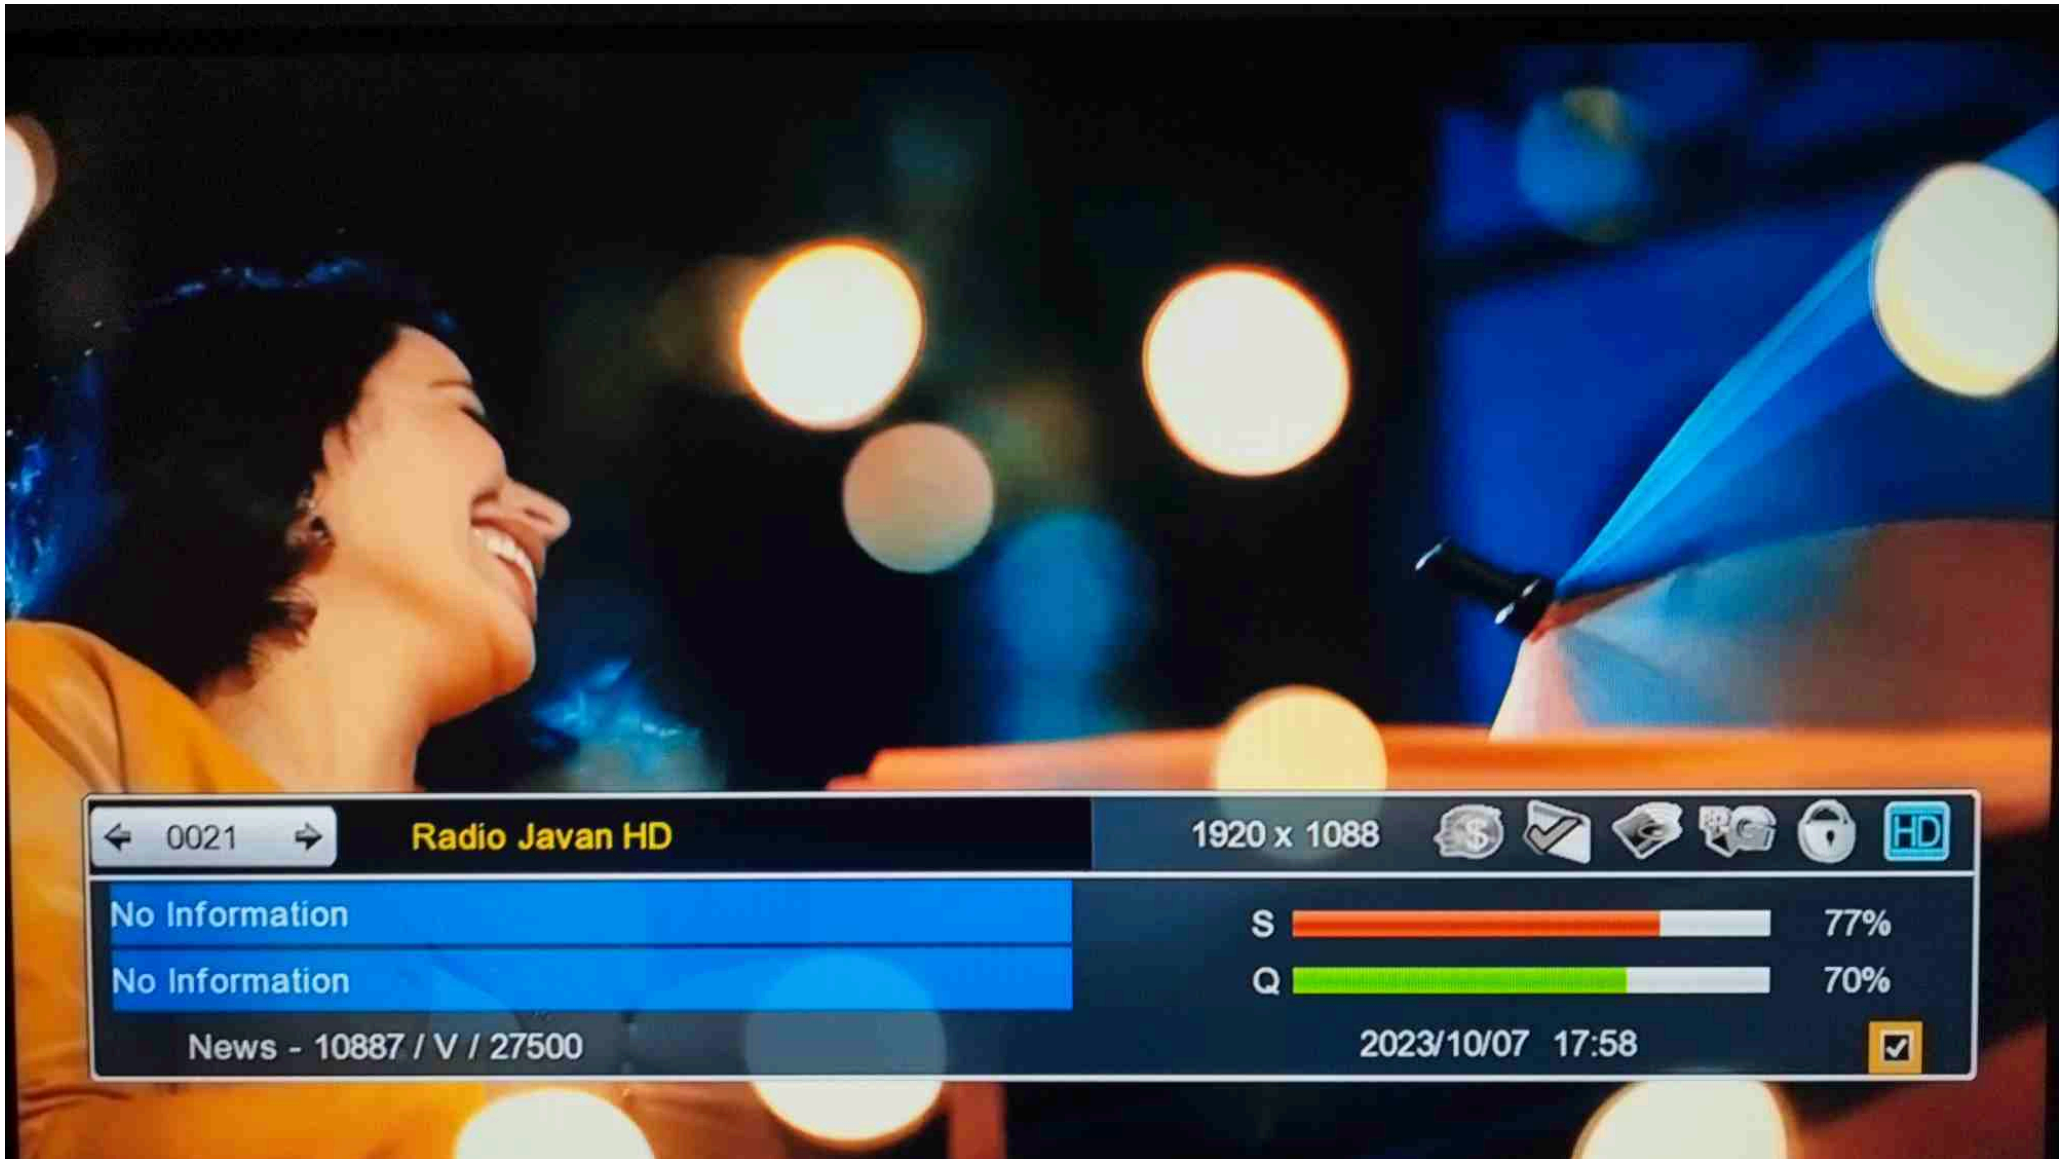 0021
Radio Javan HD
1920 x 1088
HD
No Information
S
77%
No Information
Q
70%
News - 10887 / V / 27500
2023/10/07 17:58